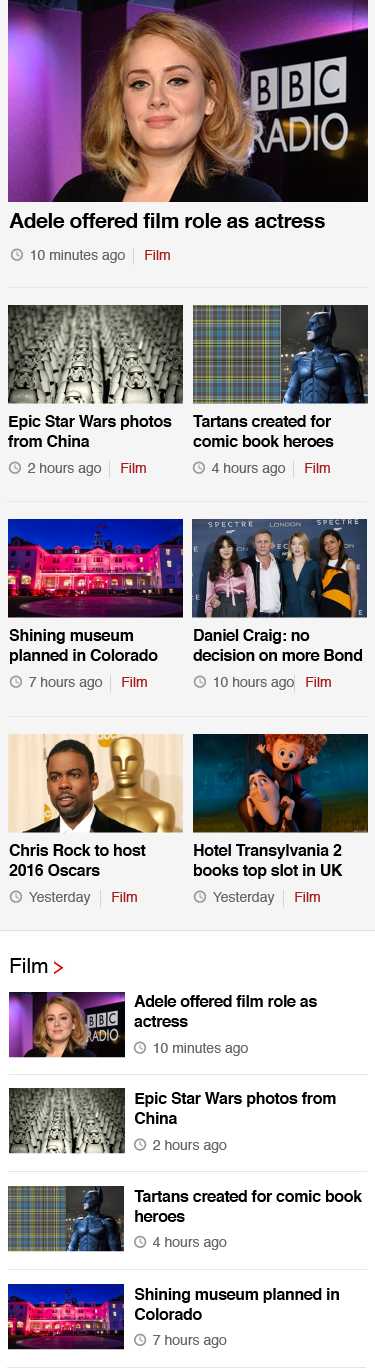 BBC
RADIO
Adele offered film role as actress
10 minutes ago
Film
Epic Star Wars photos
from China
2 hours ago
Film
Tartans created for
comic book heroes
4 hours ago
Film
SPECTRE
LONDON
SPECTRE
Shining museum
planned in Colorado
7 hours ago
Film
Daniel Craig: no
decision on more Bond
10 hours ago
Film
Chris Rock to host
2016 Oscars
Yesterday
Film
Hotel Transylvania 2
books top slot in UK
Yesterday
Film
Film >
BBC
RADIO
Adele offered film role as
actress
10 minutes ago
Epic Star Wars photos from
China
2 hours ago
Tartans created for comic book
heroes
4 hours ago
Shining museum planned in
Colorado
7 hours ago